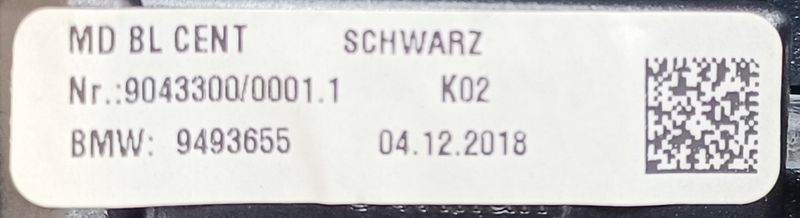 MD BL CENT SCHWARZ
Nr.:9043300/0001.1 K02
BMW: 9493655 04.12.2018